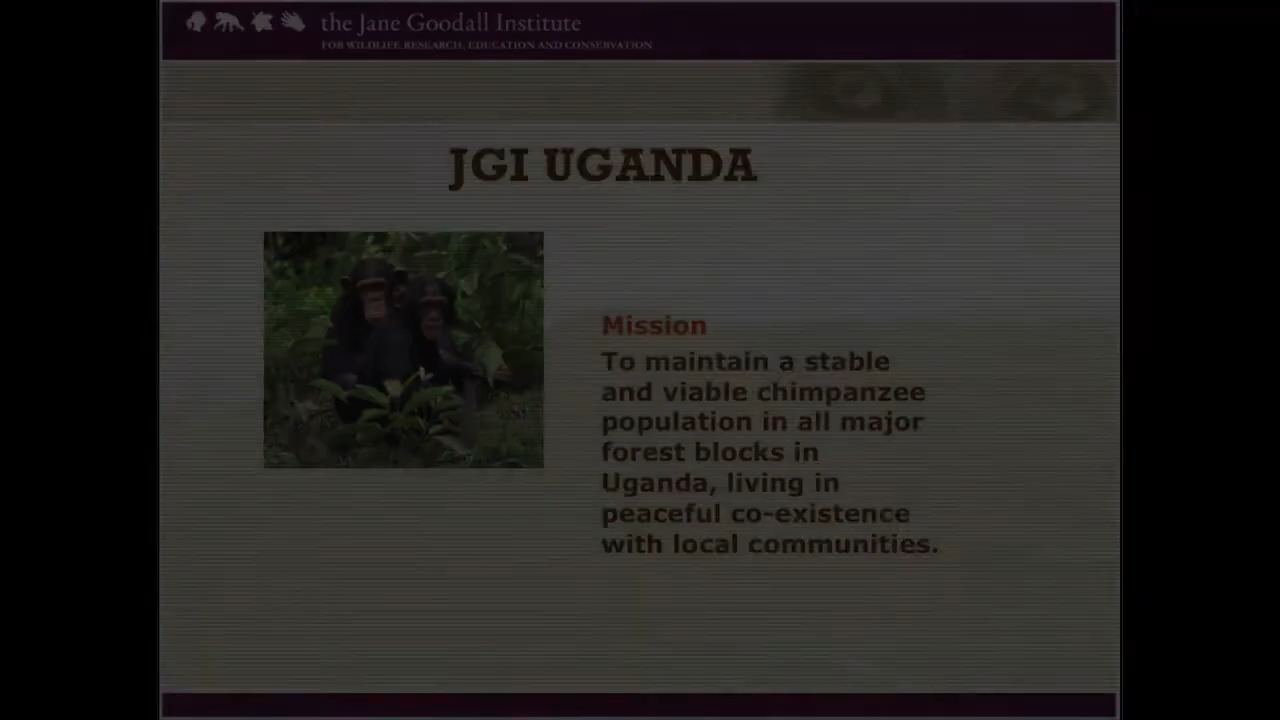 the Jane Goodall Institute
FOR WILDLIFE RESEARCH, EDUCATION AND CONSERVATION
JGI UGANDA
Mission
To maintain a stable
and viable chimpanzee
population in all major
forest blocks in
Uganda, living in
peaceful co-existence
with local communities.